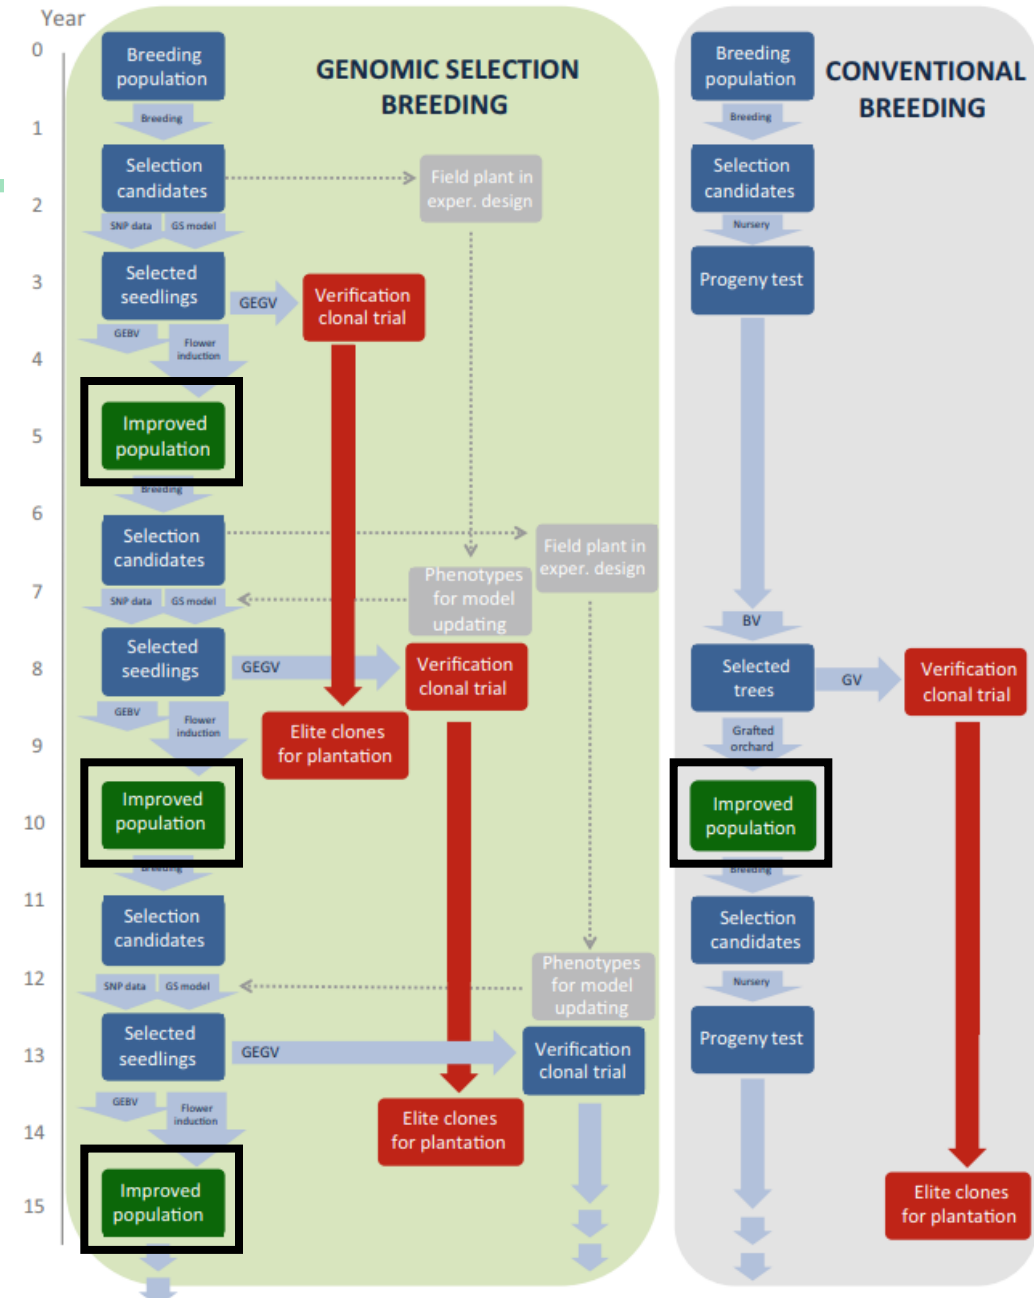 Year
0
1
2
3
4
5
6
7
8
9
10
11
12
13
14
15
GENOMIC SELECTION
BREEDING
Breeding
population
Breeding
Selection
candidates
Field plant in
exper. design
SNP data
GS model
Selected
seedlings
GEGV
Verification
clonal trial
GEBV
Flower
induction
Improved
population
Breeding
Selection
candidates
Field plant in
exper. design
Phenotypes
for model
updating
SNP data
GS model
Selected
seedlings
GEGV
Verification
clonal trial
GEBV
Flower
induction
Elite clones
for plantation
Improved
population
Breeding
Selection
candidates
Phenotypes
for model
updating
SNP data
GS model
Selected
seedlings
GEGV
Verification
clonal trial
GEBV
Flower
induction
Elite clones
for plantation
Improved
population
CONVENTIONAL
BREEDING
Breeding
population
Breeding
Selection
candidates
Nursery
Progeny test
BV
Selected
trees
GV
Verification
clonal trial
Grafted
orchard
Improved
population
Breeding
Selection
candidates
Nursery
Progeny test
Elite clones
for plantation